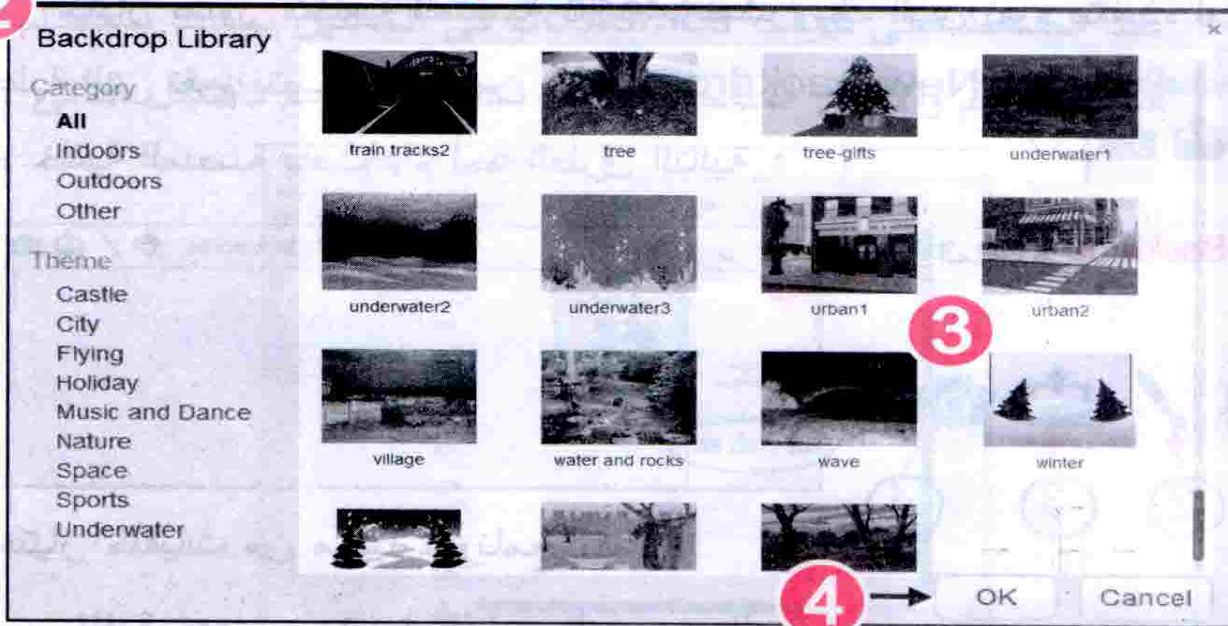 2
Backdrop Library
×
Category
All
Indoors
Outdoors
Other
Theme
Castle
City
Flying
Holiday
Music and Dance
Nature
Space
Sports
Underwater
train tracks2 tree tree-gifts underwater1
underwater2 underwater3 urban1 urban2
3
village water and rocks wave winter
4 OK Cancel